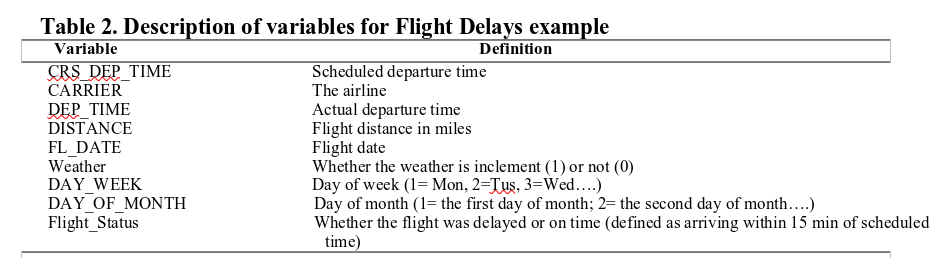 Table 2. Description of variables for Flight Delays example
Variable Definition
CRS_DEP_TIME Scheduled departure time
CARRIER The airline
DEP_TIME Actual departure time
DISTANCE Flight distance in miles
FL_DATE Flight date
Weather Whether the weather is inclement (1) or not (0)
DAY_WEEK Day of week (1= Mon, 2=Tus, 3=Wed….)
DAY_OF_MONTH Day of month (1= the first day of month; 2= the second day of month….)
Flight_Status Whether the flight was delayed or on time (defined as arriving within 15 min of scheduled
time)